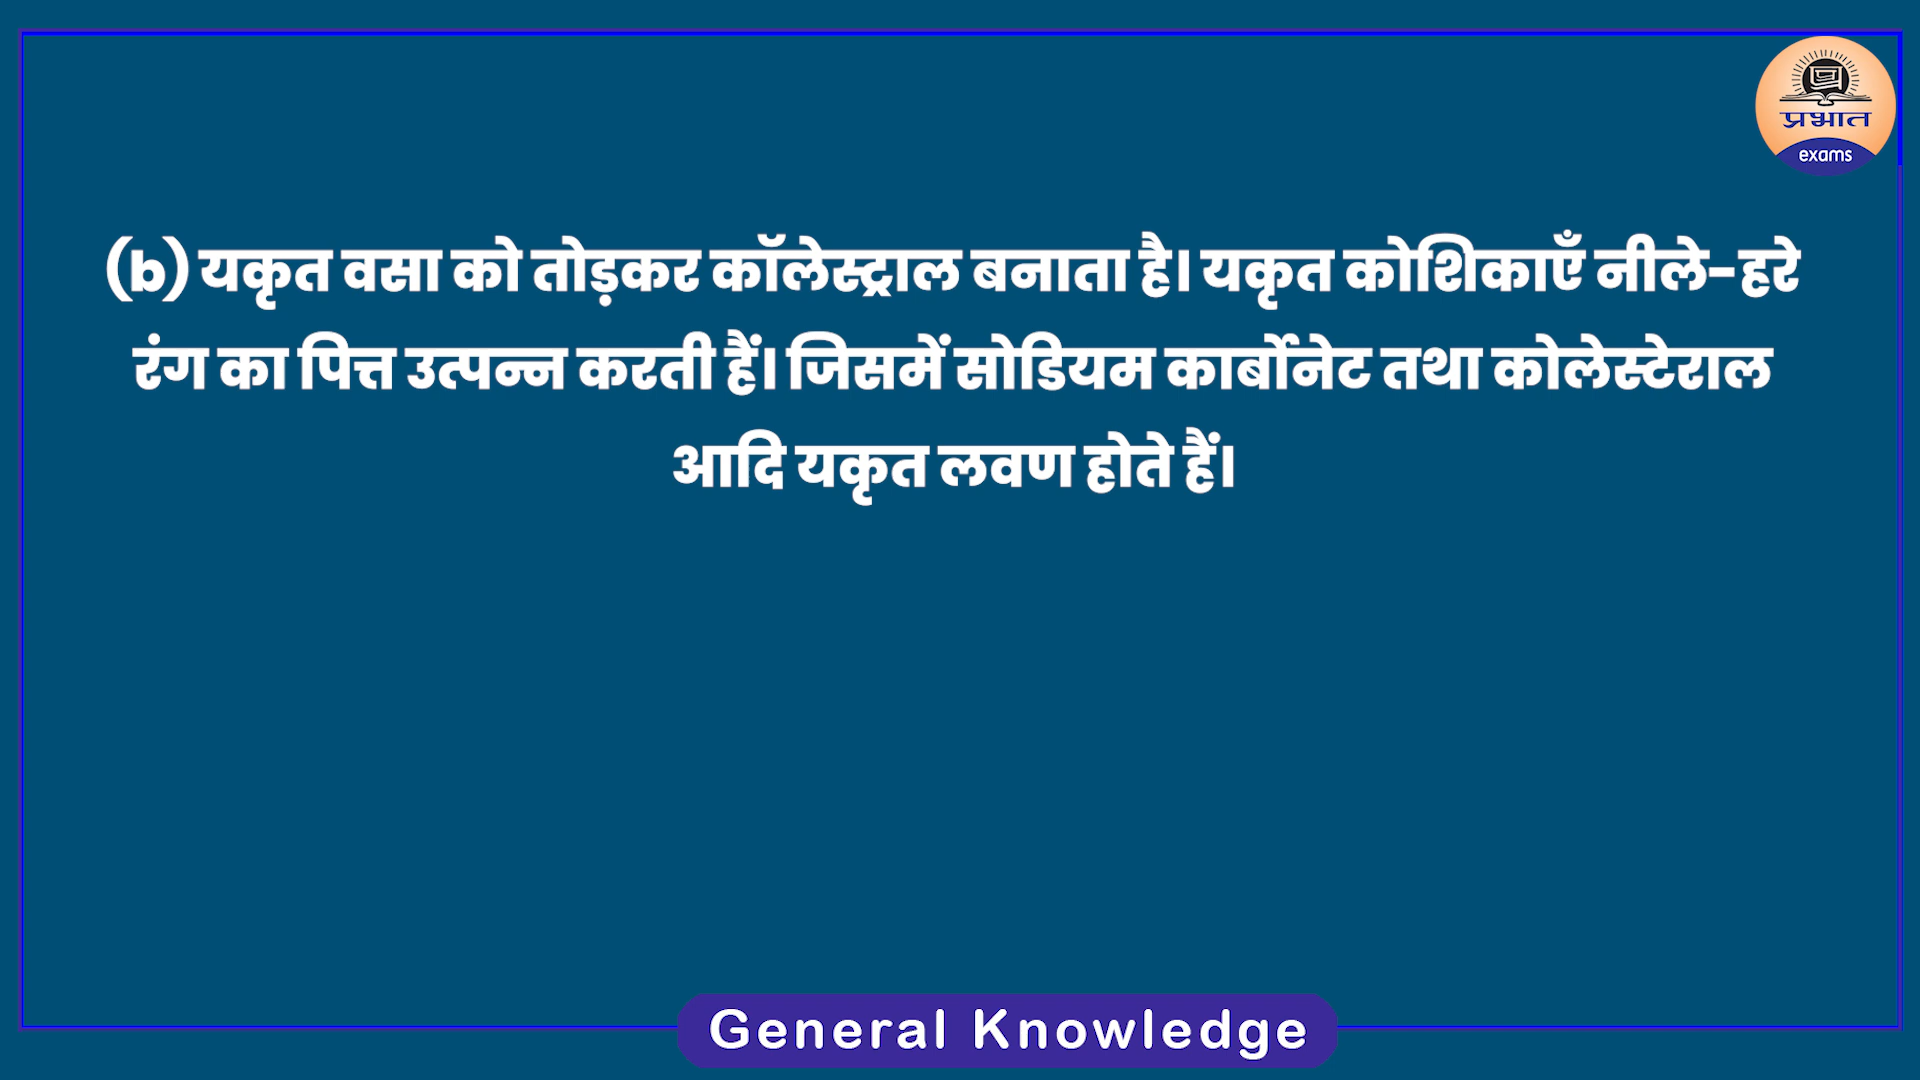 प्रभात
exams
(b) यकृत वसा को तोड़कर कॉलेस्ट्राल बनाता है। यकृत कोशिकाएँ नीले-हरे
रंग का पित्त उत्पन्न करती हैं। जिसमें सोडियम कार्बोनेट तथा कोलेस्टेराल
आदि यकृत लवण होते हैं।
General Knowledge